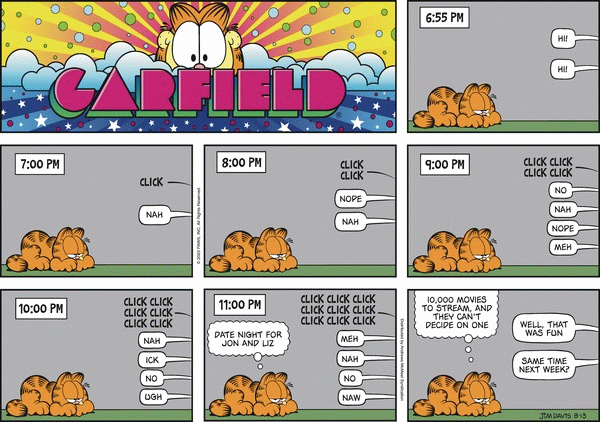 GARFIELD
6:55 PM
HI!
HI!
7:00 PM
CLICK
NAH
© 2023 PAWS, INC. All Rights Reserved.
8:00 PM
CLICK
CLICK
NOPE
NAH
9:00 PM
CLICK CLICK
CLICK CLICK
NO
NAH
NOPE
MEH
10:00 PM
CLICK CLICK
CLICK CLICK
CLICK CLICK
NAH
ICK
NO
UGH
11:00 PM
CLICK CLICK CLICK
CLICK CLICK CLICK
CLICK CLICK CLICK
DATE NIGHT FOR
JON AND LIZ
MEH
NAH
NO
NAW
Distributed by Andrews McMeel Syndication
10,000 MOVIES
TO STREAM, AND
THEY CAN'T
DECIDE ON ONE
WELL, THAT
WAS FUN
SAME TIME
NEXT WEEK?
JIM DAVIS 8-13